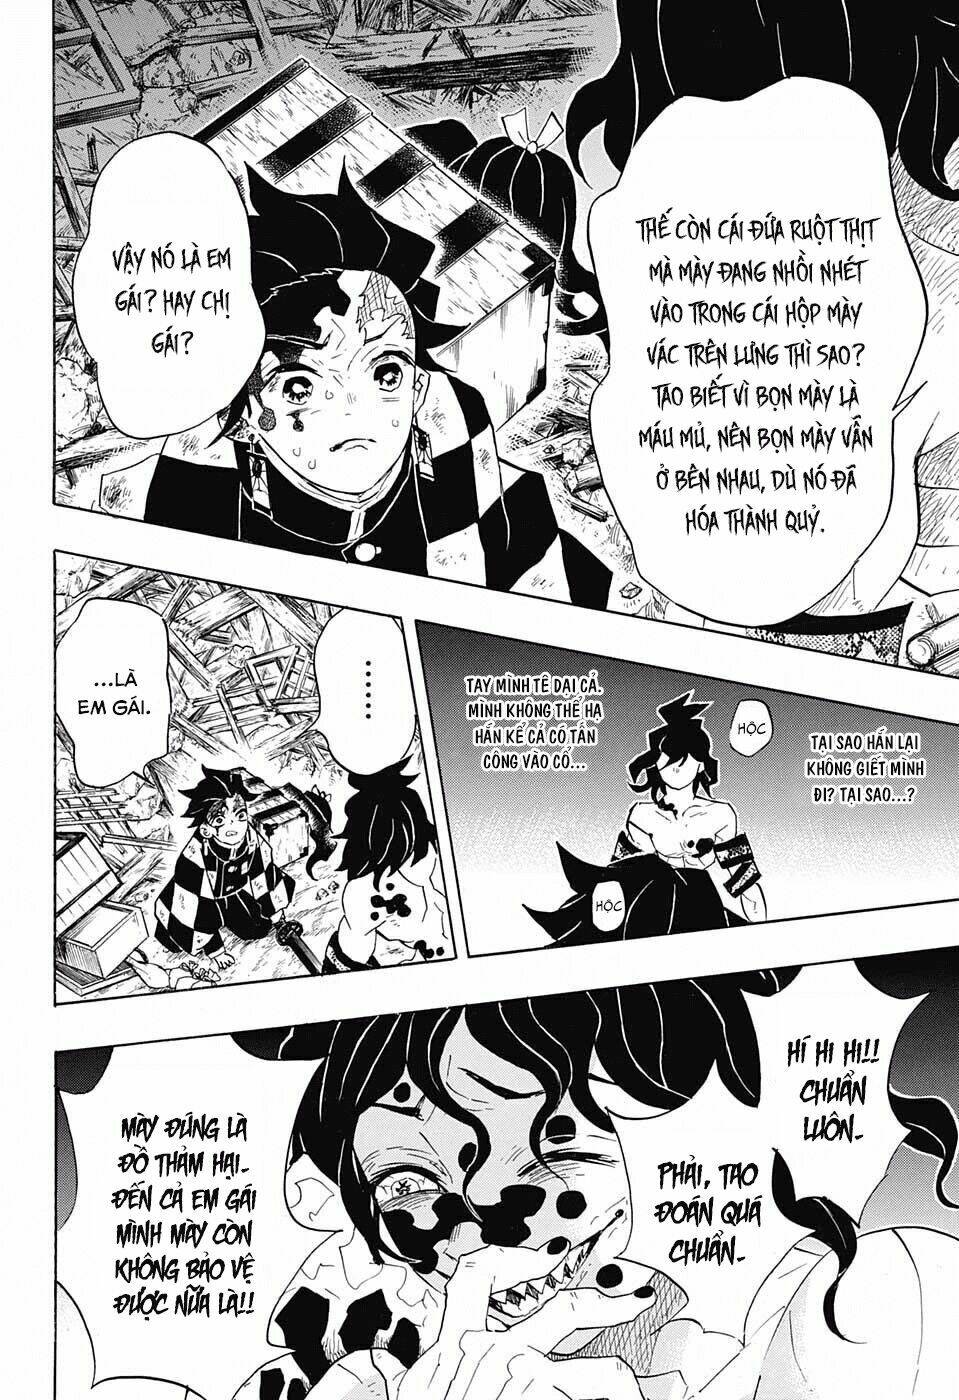 THẾ CÒN CÁI ĐỨA RUỘT THỊT
MÀ MÀY ĐANG NHỒI NHÉT
VÀO TRONG CÁI HỘP MÀY
VÁC TRÊN LƯNG THÌ SAO?
TAO BIẾT VÌ BỌN MÀY LÀ
MÁU MỦ, NÊN BỌN MÀY VẪN
Ở BÊN NHAU, DÙ NÓ ĐÃ
HÓA THÀNH QUỶ.
VẬY NÓ LÀ EM
GÁI? HAY CHỊ
GÁI?
TẠI SAO HẮN LẠI
KHÔNG GIẾT MÌNH
ĐI? TẠI SAO...?
HỘC
HỘC
TAY MÌNH TÊ DẠI CẢ.
MÌNH KHÔNG THỂ HẠ
HẮN KỂ CẢ CÓ TẤN
CÔNG VÀO CỔ...
......
...LÀ
EM GÁI.
HÍ HI HI!!
CHUẨN
LUÔN.
PHẢI, TAO
ĐOÁN QUÁ
CHUẨN.
MÀY ĐÚNG LÀ
ĐỒ THẢM HẠI.
ĐẾN CẢ EM GÁI
MÌNH MÀY CÒN
KHÔNG BẢO VỆ
ĐƯỢC NỮA LÀ!!